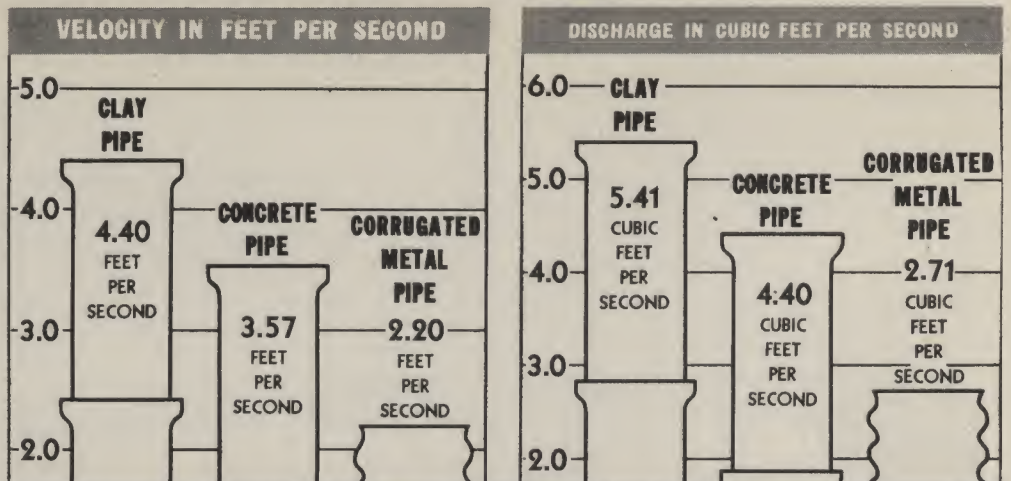 VELOCITY IN FEET PER SECOND
5.0
CLAY
PIPE
4.40
FEET
PER
SECOND
4.0
CONCRETE
PIPE
3.57
FEET
PER
SECOND
CORRUGATED
METAL
PIPE
2.20
FEET
PER
SECOND
3.0
2.0
DISCHARGE IN CUBIC FEET PER SECOND
6.0
CLAY
PIPE
5.41
CUBIC
FEET
PER
SECOND
5.0
CONCRETE
PIPE
4:40
CUBIC
FEET
PER
SECOND
CORRUGATED
METAL
PIPE
2.71
CUBIC
FEET
PER
SECOND
4.0
3.0
2.0